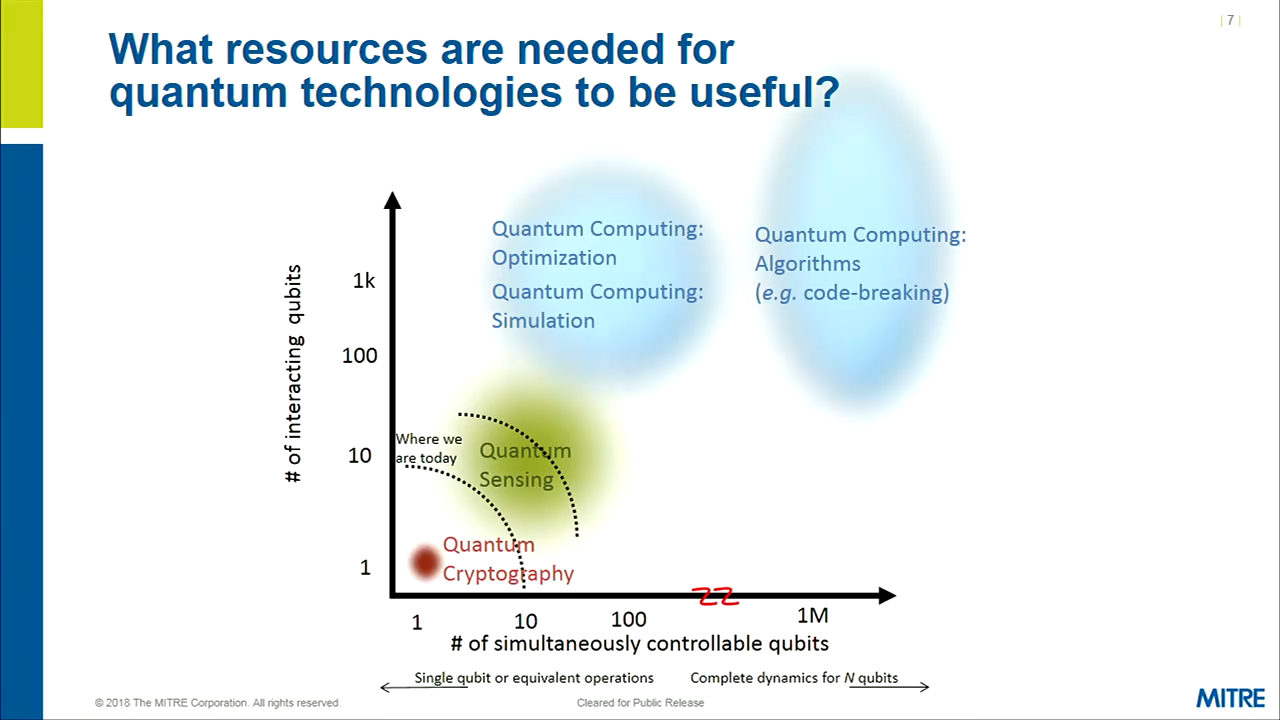 | 7 |
What resources are needed for
quantum technologies to be useful?
Quantum Computing:
Optimization
Quantum Computing:
Simulation
Quantum Computing:
Algorithms
(e.g. code-breaking)
# of interacting qubits
1k
100
10
1
Where we
are today
Quantum
Sensing
Quantum
Cryptography
1
10
100
1M
# of simultaneously controllable qubits
Single qubit or equivalent operations
Complete dynamics for N qubits
© 2018 The MITRE Corporation. All rights reserved.
Cleared for Public Release
MITRE